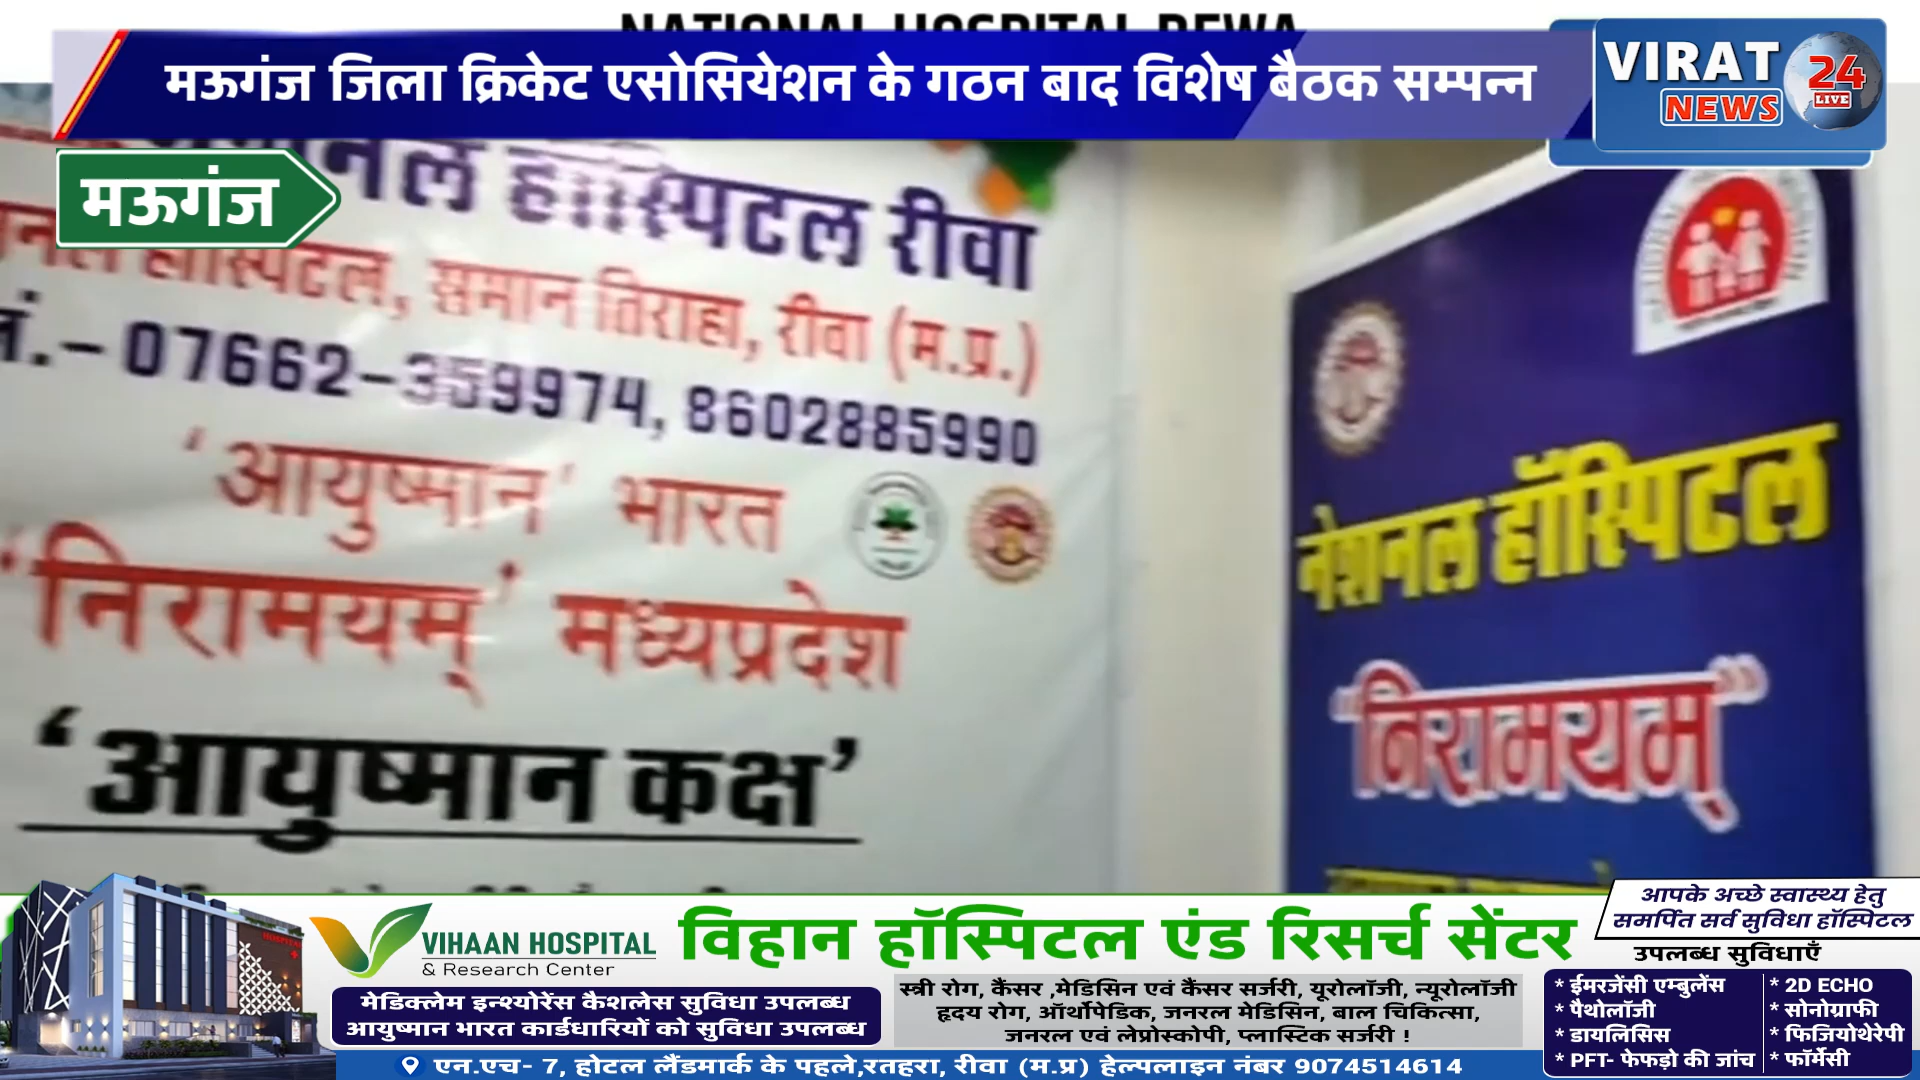 NATIONAL HOSPITAL REWA
मऊगंज जिला क्रिकेट एसोसियेशन के गठन बाद विशेष बैठक सम्पन्न
VIRAT 24
NEWS LIVE
मऊगंज
हॉस्पिटल रीवा
हॉस्पिटल, समान तिराहा, रीवा (म.प्र.)
07662-359974, 8602885990
'आयुष्मान' भारत
'निरामयम्' मध्यप्रदेश
'आयुष्मान कक्ष'
नेशनल हॉस्पिटल
"निरामयम्"
HOSPITAL
VIHAAN HOSPITAL
& Research Center
विहान हॉस्पिटल एंड रिसर्च सेंटर
मेडिक्लेम इन्श्योरेंस कैशलेस सुविधा उपलब्ध
आयुष्मान भारत कार्डधारियों को सुविधा उपलब्ध
स्त्री रोग, कैंसर ,मेडिसिन एवं कैंसर सर्जरी, यूरोलॉजी, न्यूरोलॉजी
हृदय रोग, ऑर्थोपेडिक, जनरल मेडिसिन, बाल चिकित्सा,
जनरल एवं लेप्रोस्कोपी, प्लास्टिक सर्जरी !
आपके अच्छे स्वास्थ्य हेतु
समर्पित सर्व सुविधा हॉस्पिटल
उपलब्ध सुविधाएँ
* ईमरजेंसी एम्बुलेंस
* पैथोलॉजी
* डायलिसिस
* PFT- फेफड़ो की जांच
* 2D ECHO
* सोनोग्राफी
* फिजियोथेरेपी
* फॉर्मेसी
एन.एच- 7, होटल लैंडमार्क के पहले,रतहरा, रीवा (म.प्र) हेल्पलाइन नंबर 9074514614